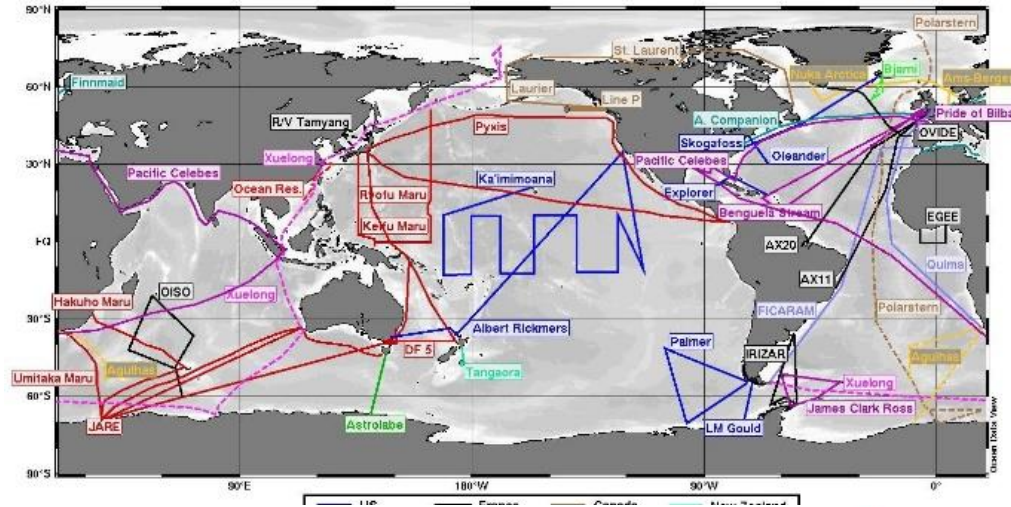 90°N
60°N
30°N
EQ
30°S
60°S
90°S
90°E
180°W
90°W
0°
Polarstern
St. Laurent
Finnmaid
Nuka Arctica
Bjarni
Ams-Bergen
Laurier
Line P
R/V Tamyang
Pyxis
A. Companion
Pride of Bilba
Skogafoss
OVIDE
Xuelong
Oleander
Pacific Celebes
Pacific Celebes
Ocean Res.
Ryofu Maru
Ka'imimoana
Explorer
Benguela Stream
Keifu Maru
EGEE
AX20
Quima
AX11
Xuelong
OISO
Hakuho Maru
FICARAM
Polarstern
Albert Rickmers
DF 5
Palmer
IRIZAR
Agulhas
Agulhas
Tangaora
Umitaka Maru
Xuelong
James Clark Ross
JARE
Astrolabe
LM Gould
Ocean Data View
US
France
Canada
New Zealand